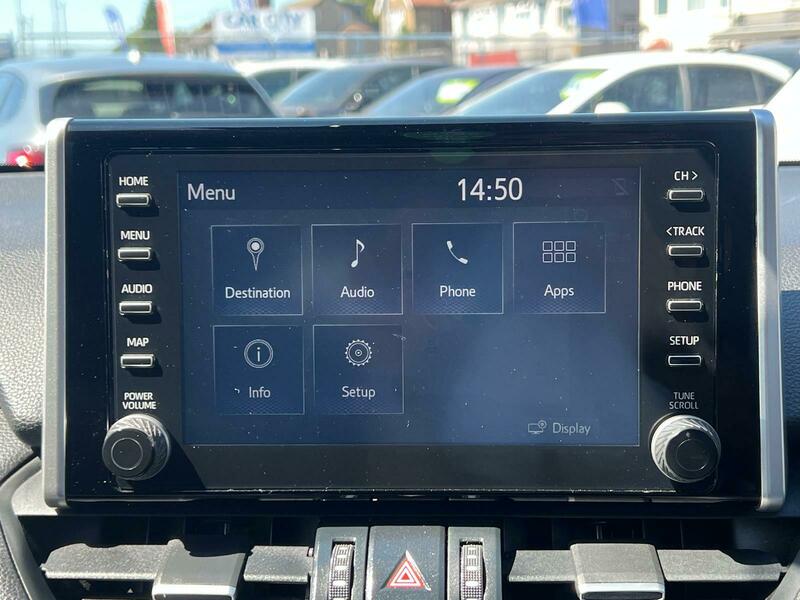 CAR CITY
HOME
MENU
AUDIO
MAP
POWER
VOLUME
Menu
14:50
Destination
Audio
Phone
Apps
Info
Setup
Display
CH >
<TRACK
PHONE
SETUP
TUNE
SCROLL